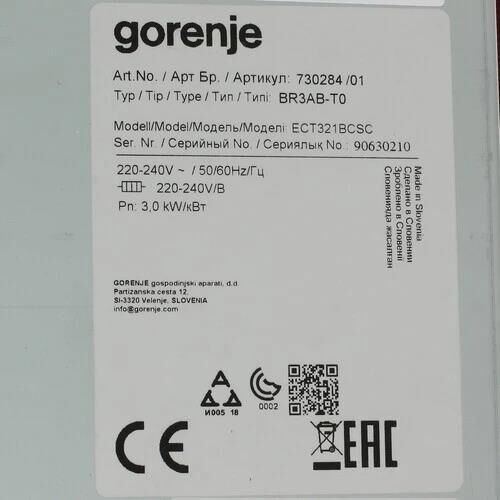 gorenje
Art.No. / Арт Бр. / Артикул: 730284 /01
Typ / Tip / Type / Тип / Типі: BR3AB-T0
Modell/Model/Модель/Моделі: ECT321BCSC
Ser. Nr. / Серийный No. / Сериялық No.: 90630210
220-240V ~ / 50/60Hz/Гц
220-240V/В
Pn: 3,0 kW/кВт
Made in Slovenia
Сделано в Словении
Зроблено в Словенії
Словенияда жасалған
GORENJE gospodinjski aparati, d.d.
Partizanska cesta 12,
SI-3320 Velenje, SLOVENIA
info@gorenje.com
И005 18
0002
CE
EAC